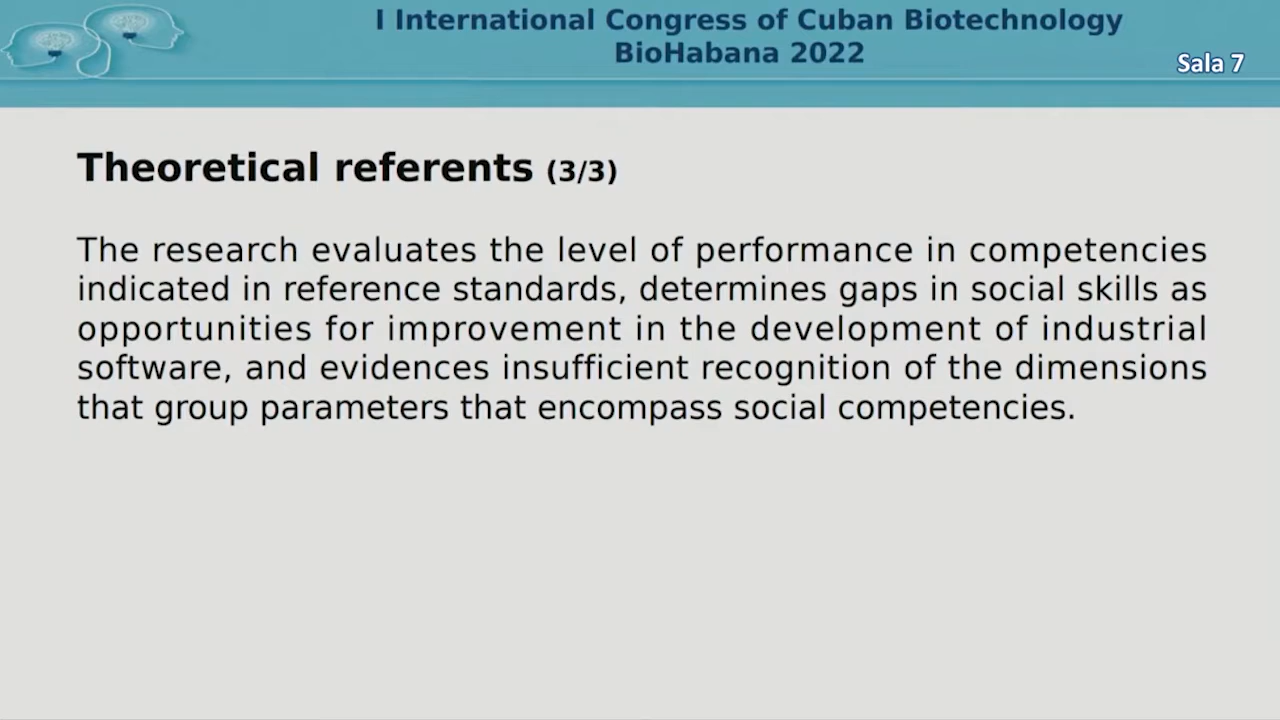 I International Congress of Cuban Biotechnology
BioHabana 2022
Sala 7
Theoretical referents (3/3)
The research evaluates the level of performance in competencies
indicated in reference standards, determines gaps in social skills as
opportunities for improvement in the development of industrial
software, and evidences insufficient recognition of the dimensions
that group parameters that encompass social competencies.